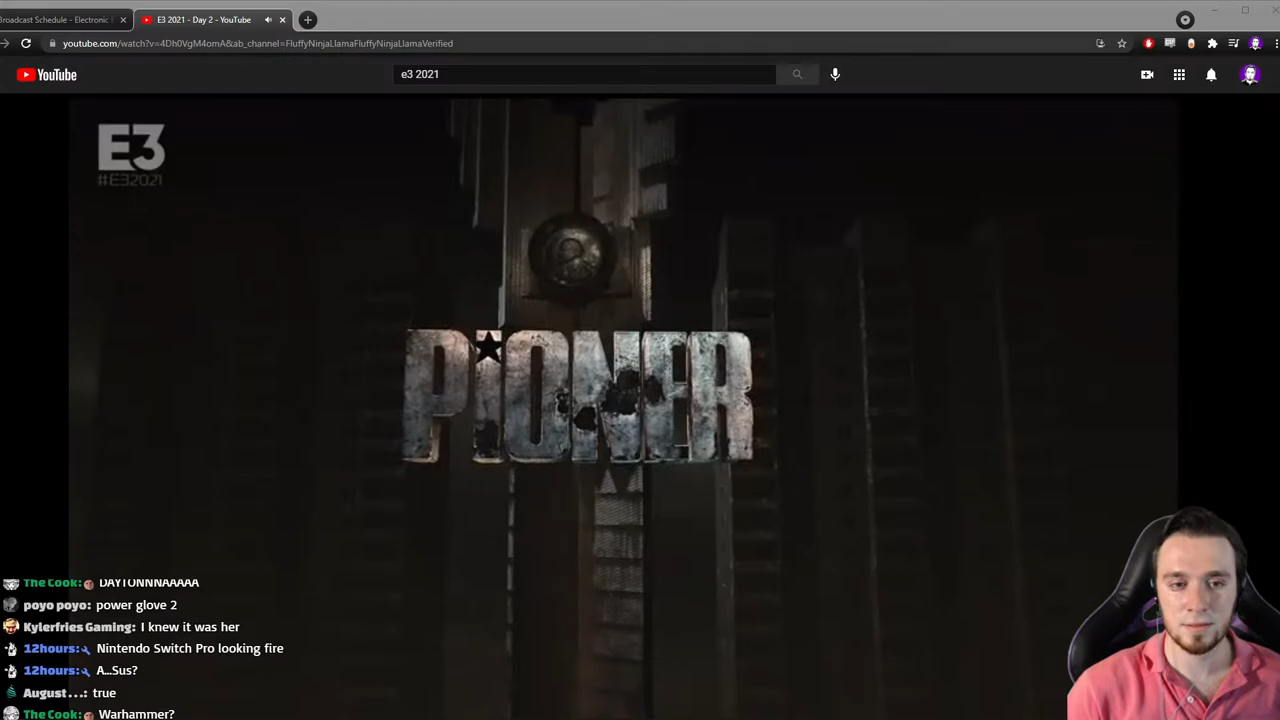 Broadcast Schedule - Electronic
E3 2021 - Day 2 - YouTube
youtube.com/watch?v=4Dh0VgM4omA&ab_channel=FluffyNinjaLlamaFluffyNinjaLlamaVerified
YouTube
e3 2021
E3
#E32021
PiONER
The Cook: DAYTONNNAAAAA
poyo poyo: power glove 2
Kylerfries Gaming: I knew it was her
12hours: Nintendo Switch Pro looking fire
12hours: A...Sus?
August . . .: true
The Cook: Warhammer?